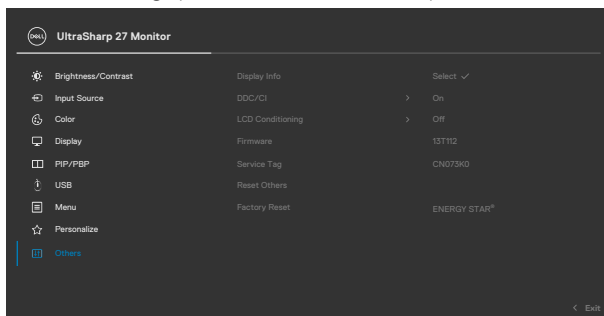 DELL UltraSharp 27 Monitor
Brightness/Contrast Display Info Select ✓
Input Source DDC/CI > On
Color LCD Conditioning > Off
Display Firmware 13T112
PIP/PBP Service Tag CN073K0
USB Reset Others
Menu Factory Reset ENERGY STAR®
Personalize
Others
< Exit